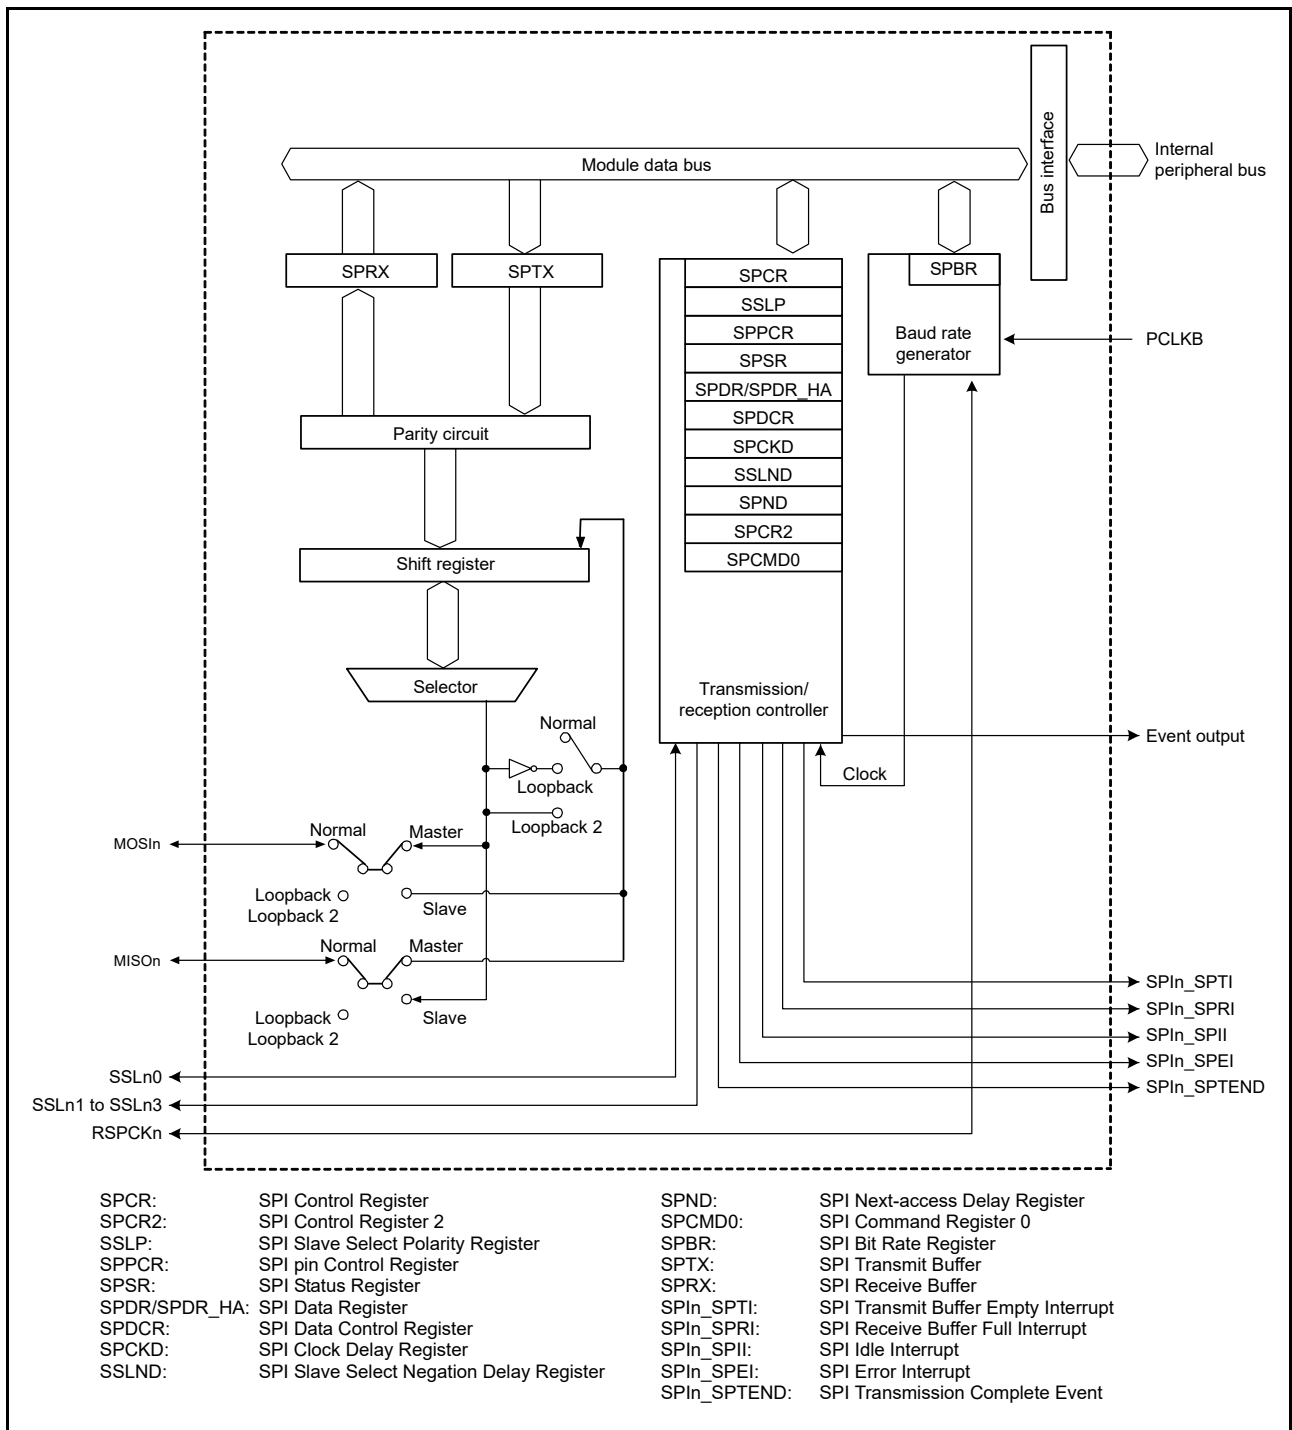 Module data bus
Bus interface
Internal
peripheral bus
SPRX
SPTX
SPCR
SSLP
SPPCR
SPSR
SPDR/SPDR_HA
SPDCR
SPCKD
SSLND
SPND
SPCR2
SPCMD0
SPBR
Baud rate
generator
PCLKB
Parity circuit
Shift register
Selector
Transmission/
reception controller
Normal
Loopback
Loopback 2
Clock
Event output
MOSIn
Normal
Master
Loopback
Loopback 2
Slave
MISOn
Normal
Master
Loopback
Loopback 2
Slave
SPIn_SPTI
SPIn_SPRI
SPIn_SPII
SPIn_SPEI
SPIn_SPTEND
SSLn0
SSLn1 to SSLn3
RSPCKn
SPCR: SPI Control Register
SPCR2: SPI Control Register 2
SSLP: SPI Slave Select Polarity Register
SPPCR: SPI pin Control Register
SPSR: SPI Status Register
SPDR/SPDR_HA: SPI Data Register
SPDCR: SPI Data Control Register
SPCKD: SPI Clock Delay Register
SSLND: SPI Slave Select Negation Delay Register
SPND: SPI Next-access Delay Register
SPCMD0: SPI Command Register 0
SPBR: SPI Bit Rate Register
SPTX: SPI Transmit Buffer
SPRX: SPI Receive Buffer
SPIn_SPTI: SPI Transmit Buffer Empty Interrupt
SPIn_SPRI: SPI Receive Buffer Full Interrupt
SPIn_SPII: SPI Idle Interrupt
SPIn_SPEI: SPI Error Interrupt
SPIn_SPTEND: SPI Transmission Complete Event